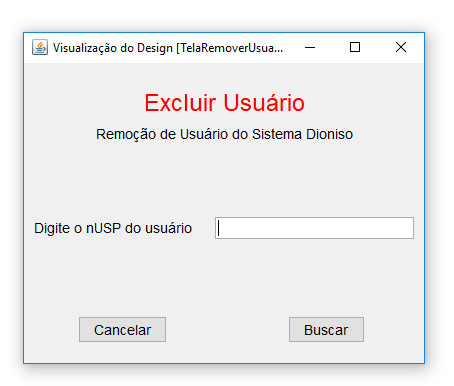 Visualização do Design [TelaRemoverUsua...
Excluir Usuário
Remoção de Usuário do Sistema Dioniso
Digite o nUSP do usuário
Cancelar
Buscar